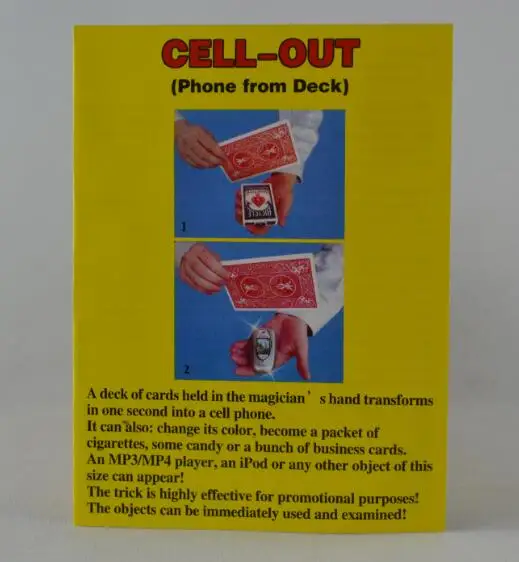 CELL-OUT
(Phone from Deck)
BICYCLE
1
2
A deck of cards held in the magician's hand transforms
in one second into a cell phone.
It can also: change its color, become a packet of
cigarettes, some candy or a bunch of business cards.
An MP3/MP4 player, an iPod or any other object of this
size can appear!
The trick is highly effective for promotional purposes!
The objects can be immediately used and examined!